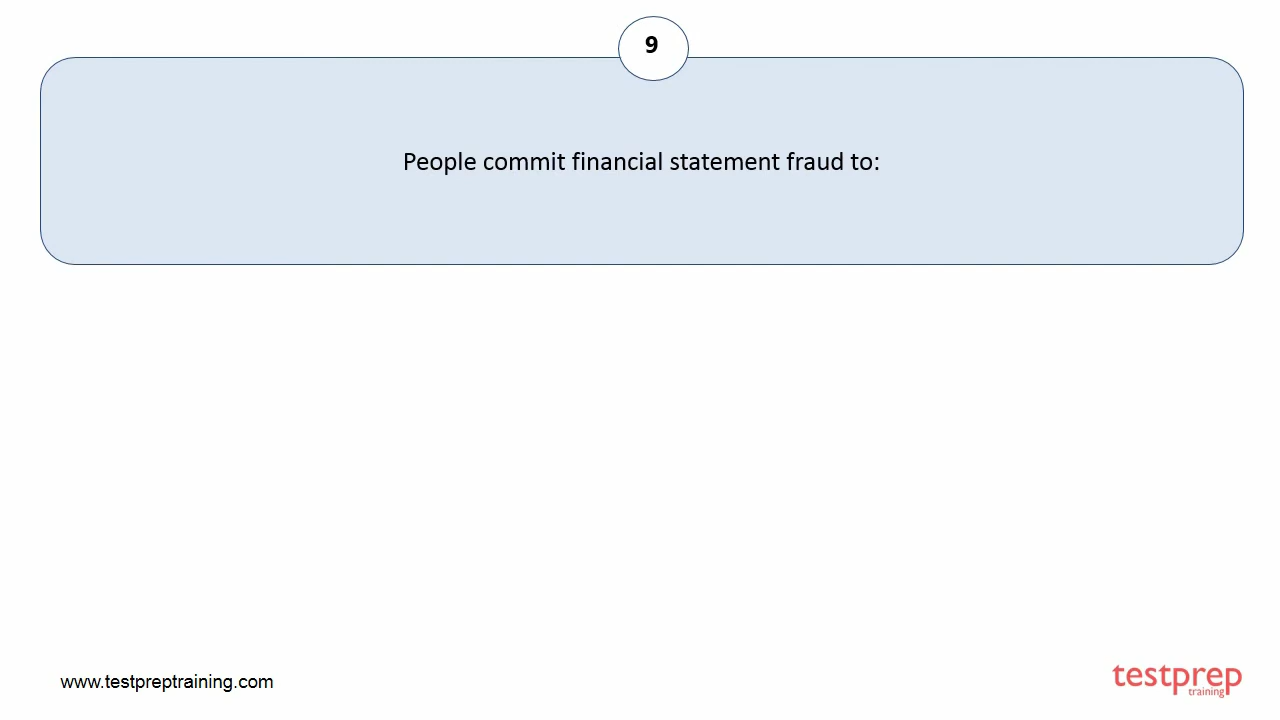 9
People commit financial statement fraud to:
www.testpreptraining.com
testprep
training